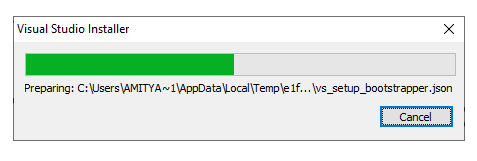 Visual Studio Installer
Preparing: C:\Users\AMITYA~1\AppData\Local\Temp\e1f...\vs_setup_bootstrapper.json
Cancel